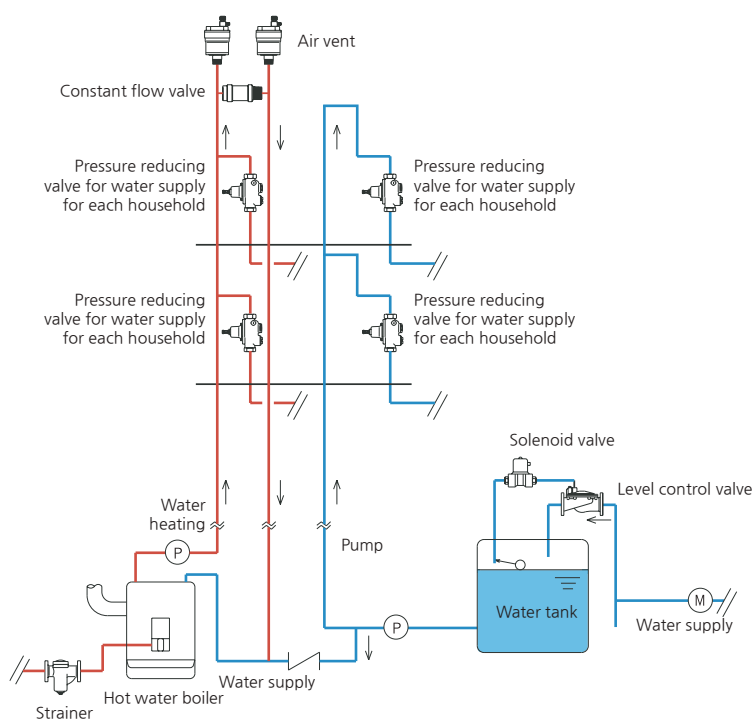 Air vent
Constant flow valve
Pressure reducing
valve for water supply
for each household
Pressure reducing
valve for water supply
for each household
Pressure reducing
valve for water supply
for each household
Pressure reducing
valve for water supply
for each household
Solenoid valve
Level control valve
Water
heating
Pump
P
Water tank
P
M
Water supply
Water supply
Hot water boiler
Strainer